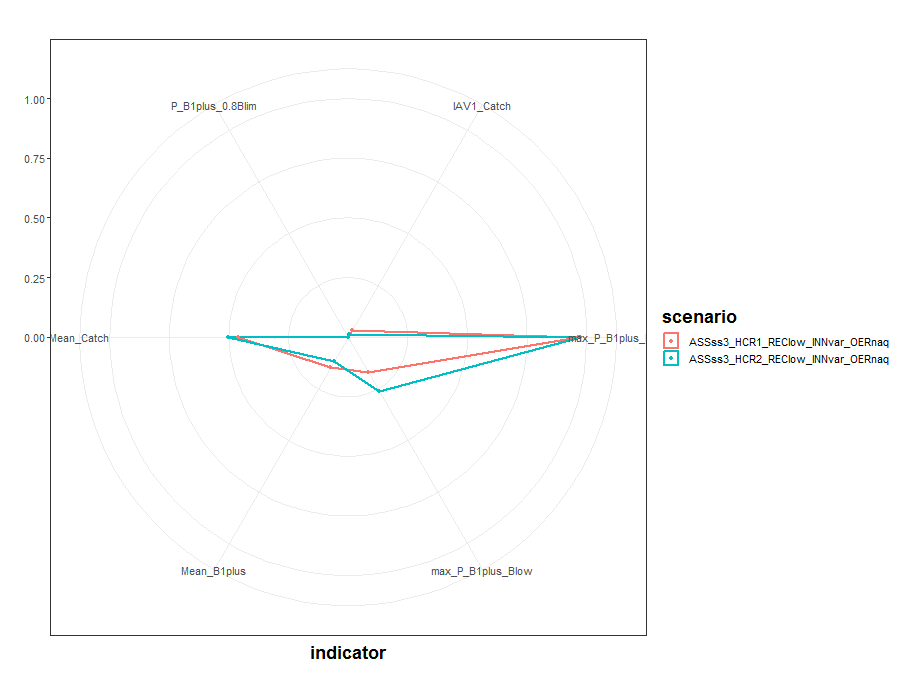 P_B1plus_0.8Blim
IAV1_Catch
1.00
0.75
0.50
0.25
0.00
Mean_Catch
max_P_B1plus_
Mean_B1plus
max_P_B1plus_Blow
indicator
scenario
ASSss3_HCR1_REClow_INNvar_OERnaq
ASSss3_HCR2_REClow_INNvar_OERnaq